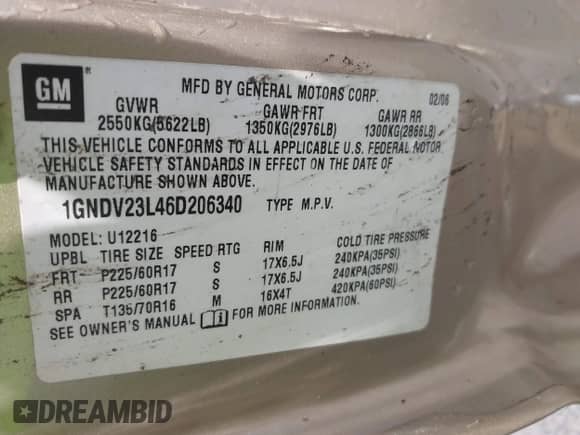 GM ®
MFD BY GENERAL MOTORS CORP. 02/06
GVWR GAWR FRT GAWR RR
2550KG(5622LB) 1350KG(2976LB) 1300KG(2866LB)
THIS VEHICLE CONFORMS TO ALL APPLICABLE U.S. FEDERAL MOTOR
VEHICLE SAFETY STANDARDS IN EFFECT ON THE DATE OF
MANUFACTURE SHOWN ABOVE.
1GNDV23L46D206340 TYPE M.P.V.
MODEL: U12216
UPBL TIRE SIZE SPEED RTG RIM COLD TIRE PRESSURE
FRT P225/60R17 S 17X6.5J 240KPA(35PSI)
RR P225/60R17 S 17X6.5J 240KPA(35PSI)
SPA T135/70R16 M 16X4T 420KPA(60PSI)
SEE OWNER'S MANUAL FOR MORE INFORMATION.
DREAMBID